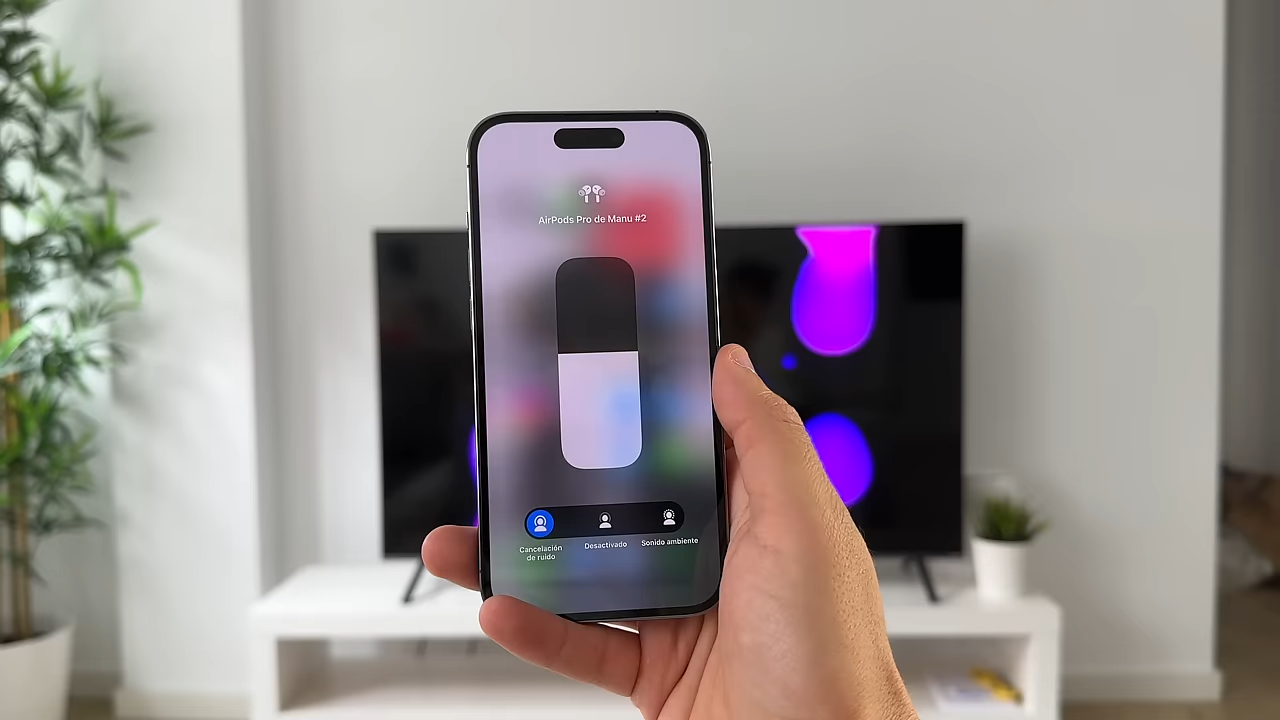 AirPods Pro de Manu #2
Cancelación
de ruido
Desactivado
Sonido ambiente